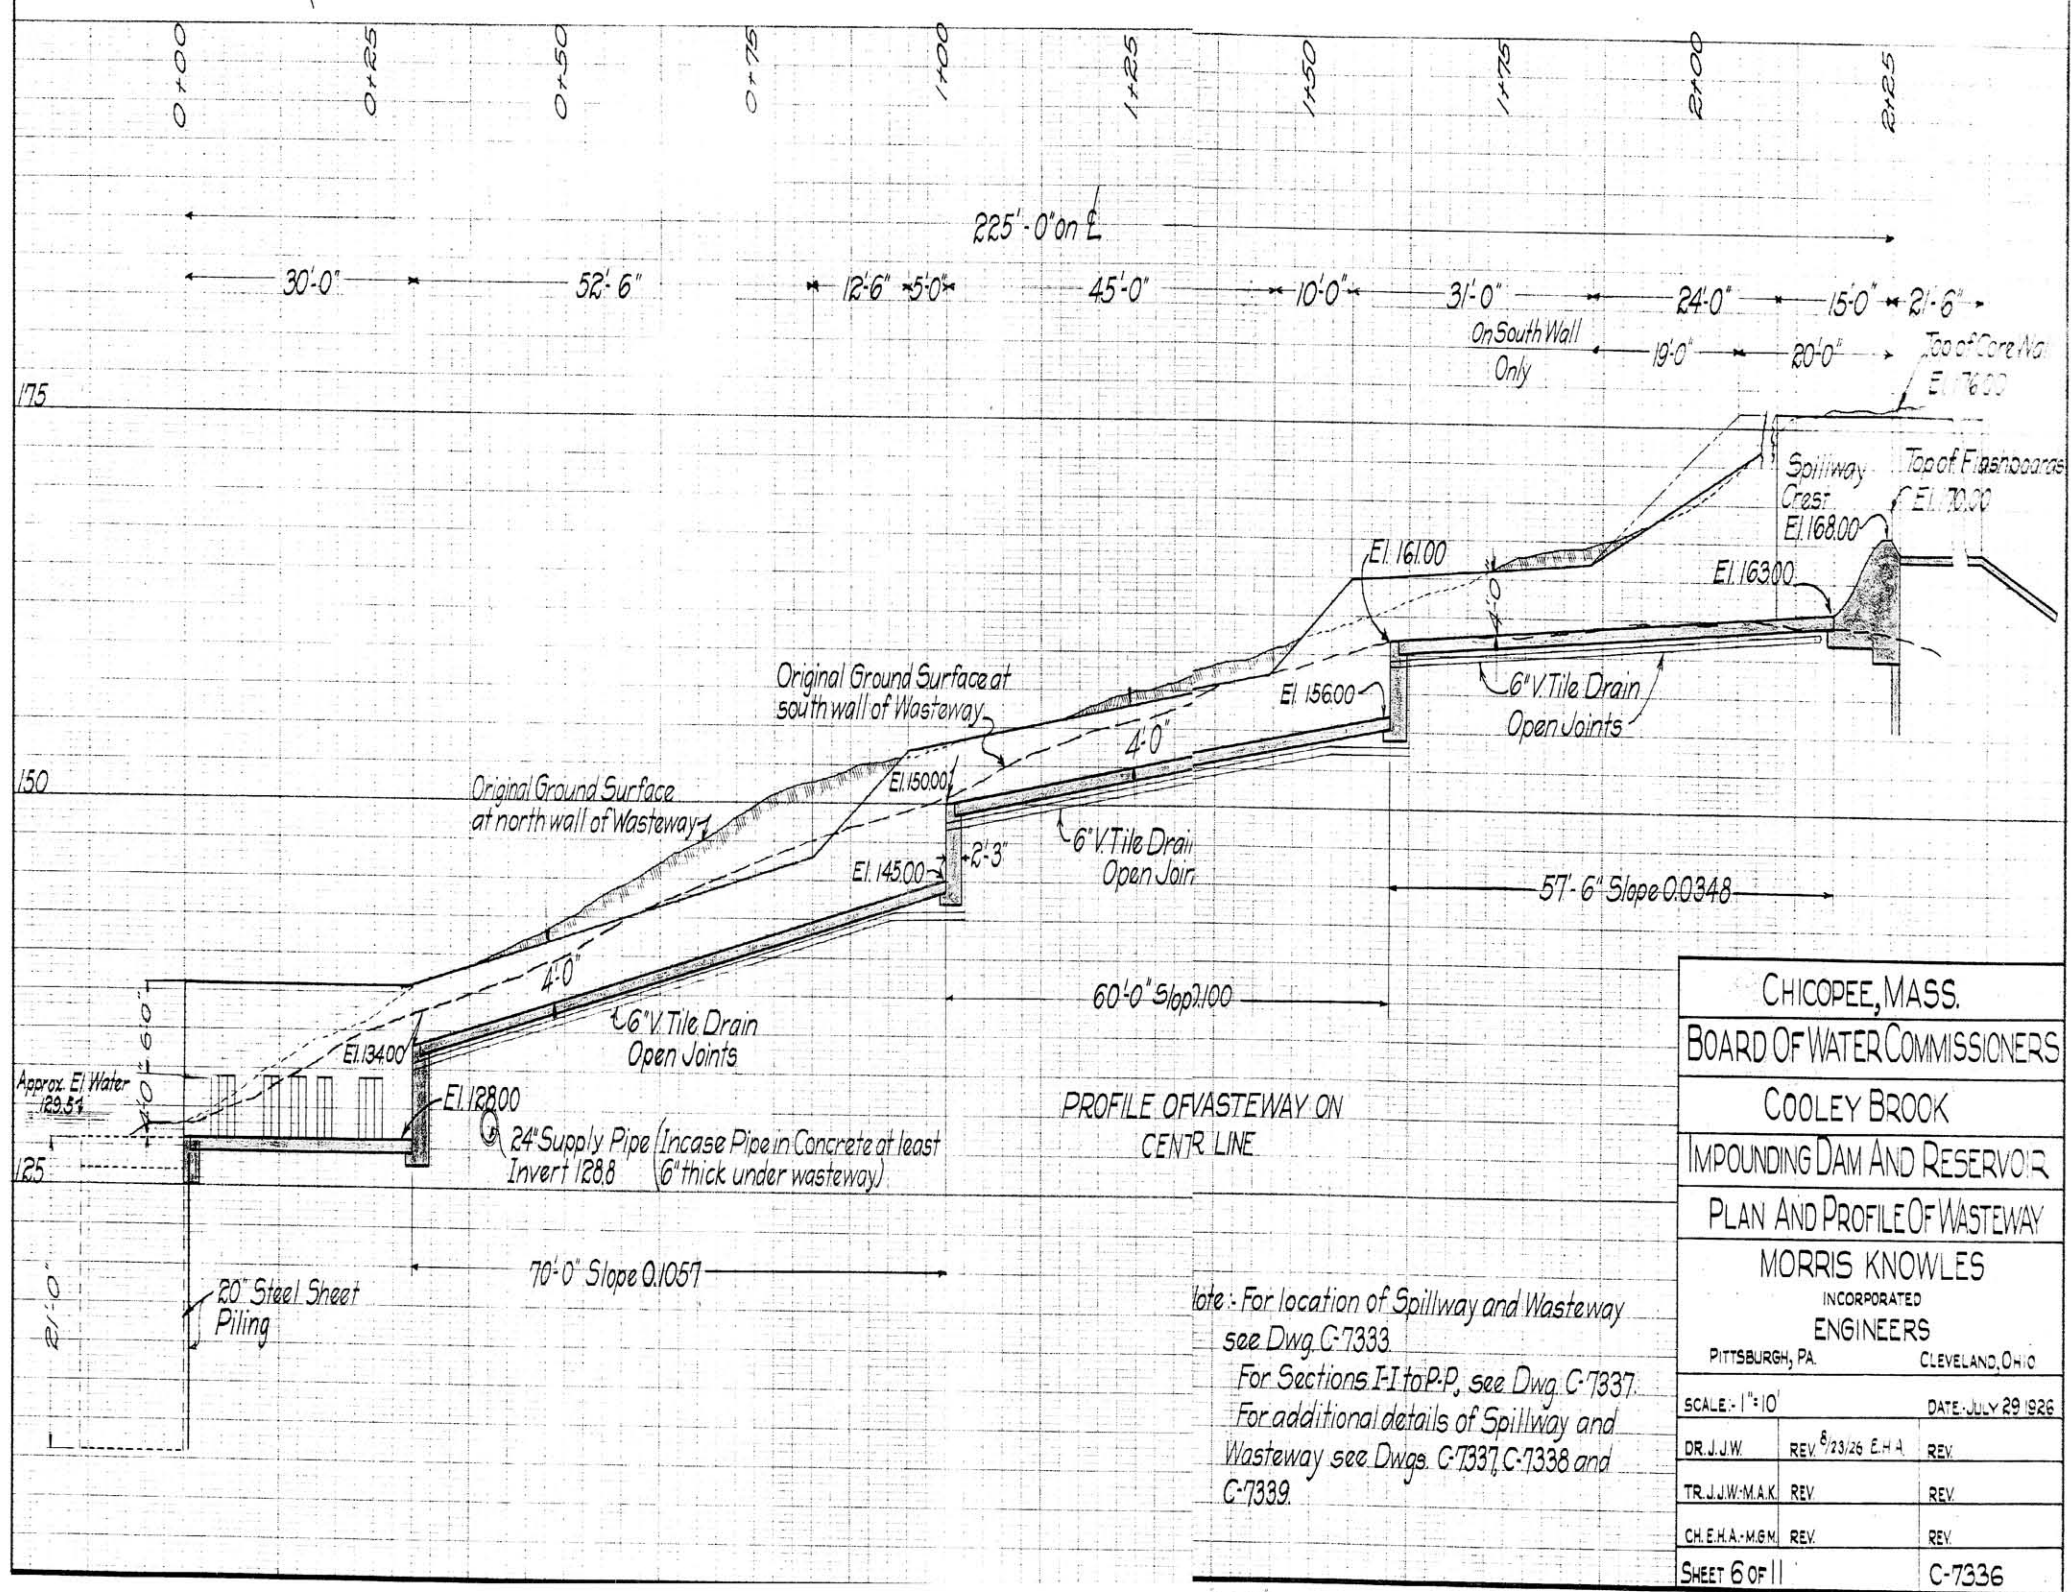 0+00
0+25
0+50
0+75
1+00
1+25
1+50
1+75
2+00
2+25
225'-0" on ℄
30'-0"
52'-6"
12'-6"
5'-0"
45'-0"
10'-0"
31'-0"
24'-0"
15'-0"
21'-6"
On South Wall
Only
19'-0"
20'-0"
Top of Core
El. 176.00
175
Spillway
Crest
El. 168.00
Top of Flashboards
El. 170.00
El. 161.00
El. 163.00
4'-0"
Original Ground Surface at
south wall of Wasteway
El. 156.00
6" V. Tile Drain
Open Joints
4'-0"
150
Original Ground Surface
at north wall of Wasteway
El. 150.00
El. 145.00
2'-3"
6" V. Tile Drai
Open Join
57'-6" Slope 0.0348
4'-0"
6" V. Tile Drain
Open Joints
60'-0" Slop 0.100
6'-0"
4'-0"
El. 134.00
Approx. El. Water
El. 128.00
24" Supply Pipe (Incase Pipe in Concrete at least
Invert 128.8 6" thick under wasteway)
125
PROFILE OF VASTEWAY ON
CENTR LINE
70'-0" Slope 0.1057
20" Steel Sheet
Piling
21'-0"
lote:- For location of Spillway and Wasteway
see Dwg. C-7333.
For Sections I-I to P-P, see Dwg. C-7337.
For additional details of Spillway and
Wasteway see Dwgs. C-7337, C-7338 and
C-7339.
CHICOPEE, MASS.
BOARD OF WATER COMMISSIONERS
COOLEY BROOK
IMPOUNDING DAM AND RESERVOIR
PLAN AND PROFILE OF WASTEWAY
MORRIS KNOWLES
INCORPORATED
ENGINEERS
PITTSBURGH, PA. CLEVELAND, OHIO
SCALE:- 1"=10' DATE:- JULY 29 1926
DR. J.J.W. REV. 8/23/26 E.H.A. REV.
TR. J.J.W.-M.A.K. REV. REV.
CH. E.H.A.-M.G.M. REV. REV.
SHEET 6 OF 11 C-7336